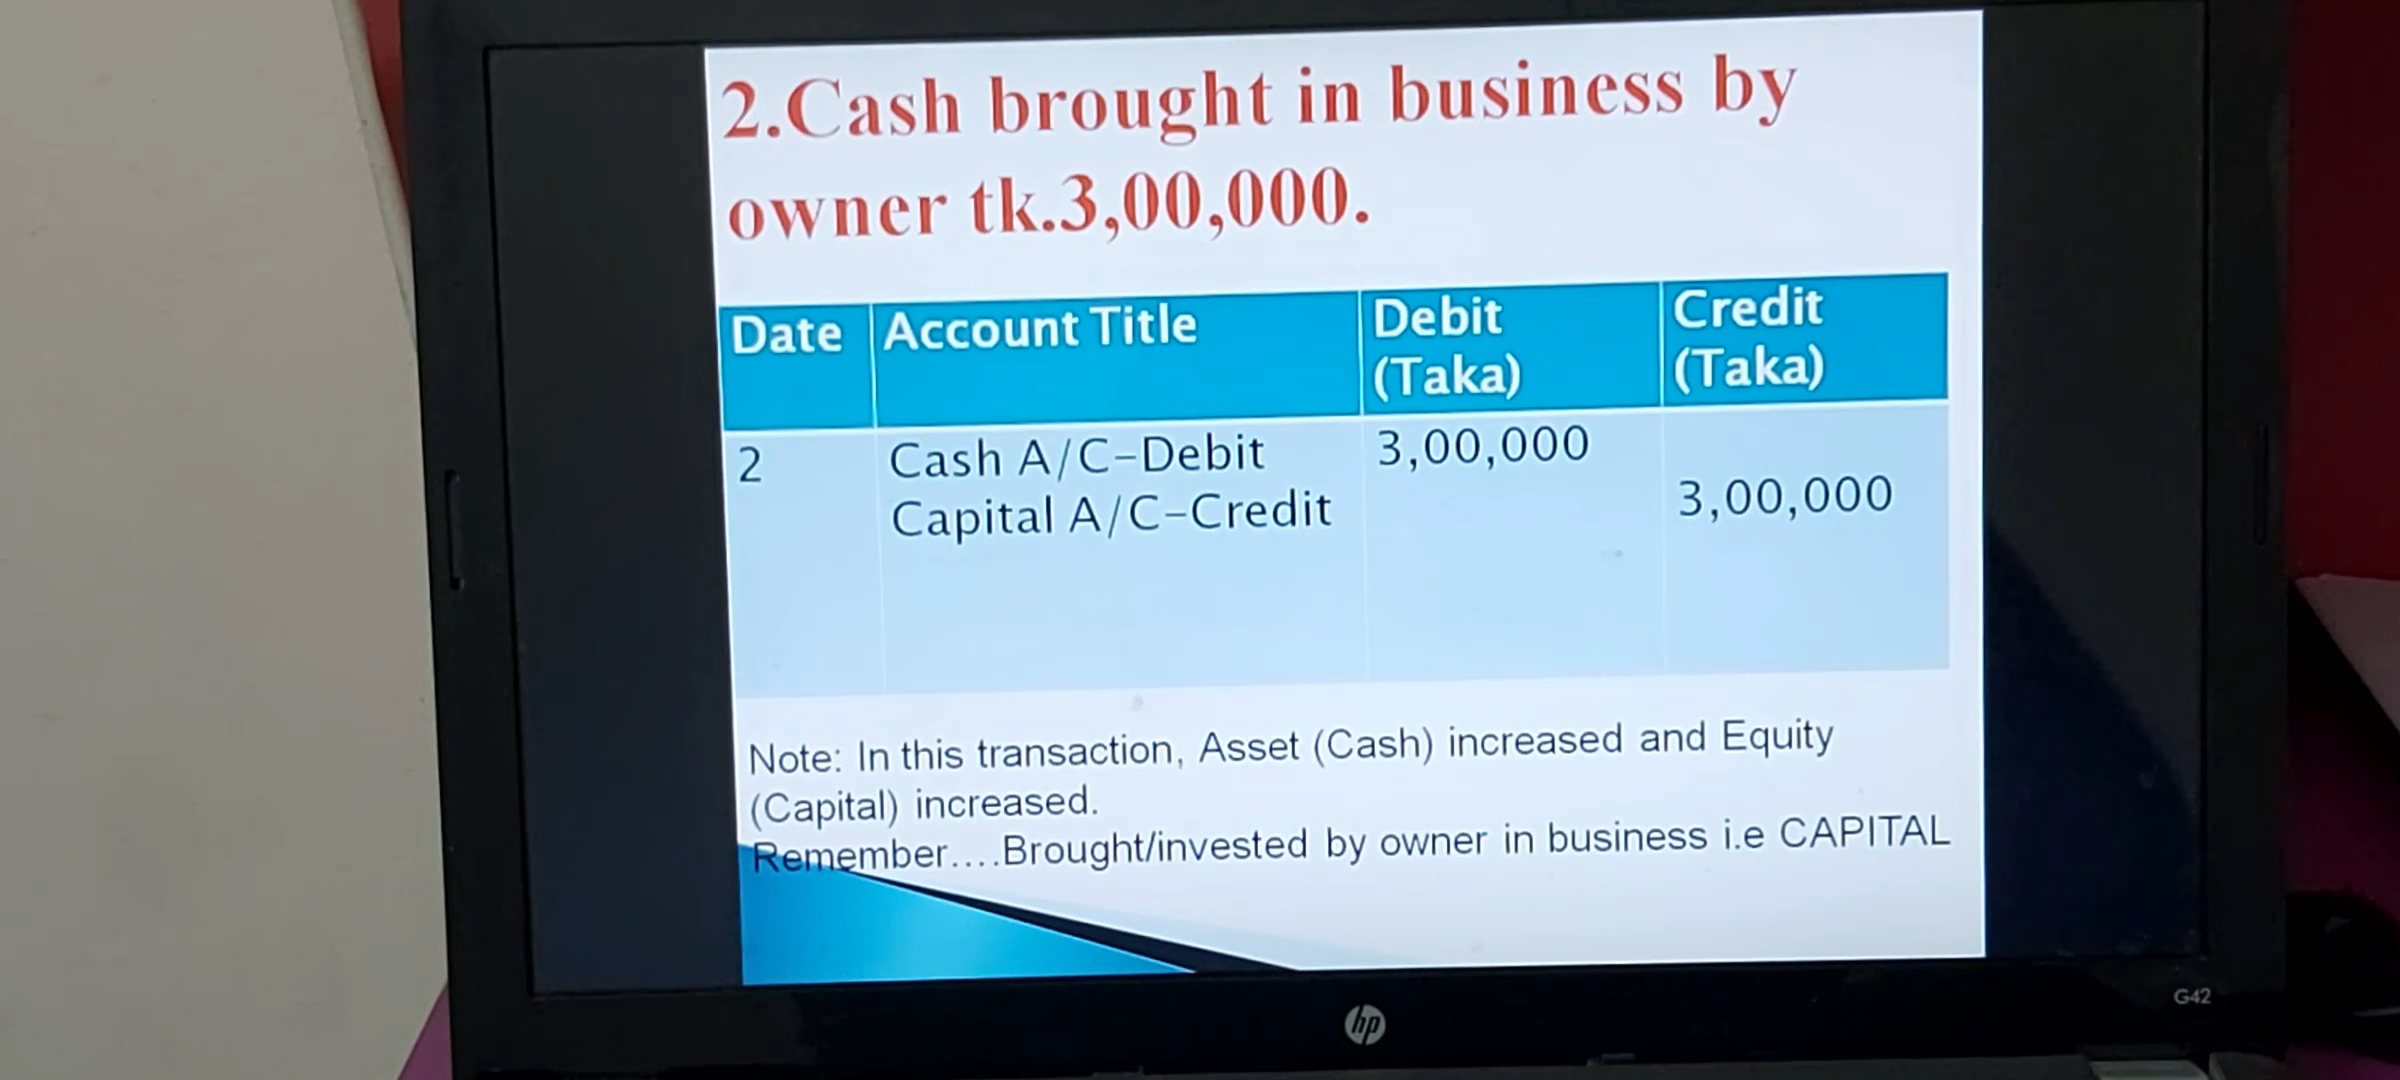 2.Cash brought in business by
owner tk.3,00,000.
Date Account Title Debit (Taka) Credit (Taka)
2 Cash A/C-Debit 3,00,000
Capital A/C-Credit 3,00,000
Note: In this transaction, Asset (Cash) increased and Equity
(Capital) increased.
Remember....Brought/invested by owner in business i.e CAPITAL
hp
G42